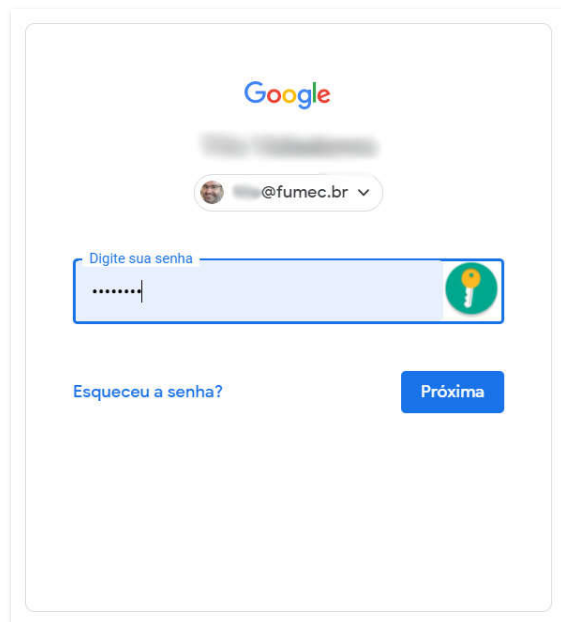 Google
@fumec.br
Digite sua senha
••••••••
Esqueceu a senha?
Próxima